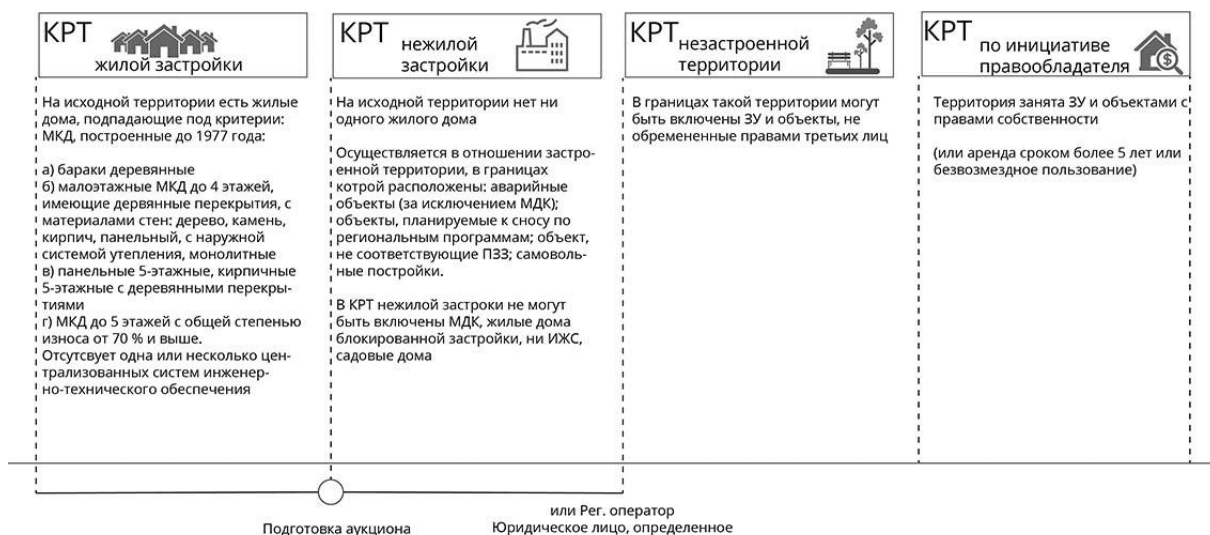 КРТ
жилой застройки
На исходной территории есть жилые
дома, подпадающие под критерии:
МКД, построенные до 1977 года:
а) бараки деревянные
б) малоэтажные МКД до 4 этажей,
имеющие дервянные перекрытия, с
материалами стен: дерево, камень,
кирпич, панельный, с наружной
системой утепления, монолитные
в) панельные 5-этажные, кирпичные
5-этажные с деревянными перекры-
тиями
г) МКД до 5 этажей с общей степенью
износа от 70 % и выше.
Отсутсвует одна или несколько цен-
трализованных систем инженер-
но-технического обеспечения
КРТ
нежилой
застройки
На исходной территории нет ни
одного жилого дома
Осуществляется в отношении застро-
енной территории, в границах
котрой расположены: аварийные
объекты (за исключением МДК);
объекты, планируемые к сносу по
региональным программам; объект,
не соответствующие ПЗЗ; самоволь-
ные постройки.
В КРТ нежилой застроки не могут
быть включены МДК, жилые дома
блокированной застройки, ни ИЖС,
садовые дома
КРТ
незастроенной
территории
В границах такой территории могут
быть включены ЗУ и объекты, не
обремененные правами третьих лиц
КРТ
по инициативе
правообладателя
Территория занята ЗУ и объектами с
правами собственности
(или аренда сроком более 5 лет или
безвозмездное пользование)
Подготовка аукциона
или Рег. оператор
Юридическое лицо, определенное